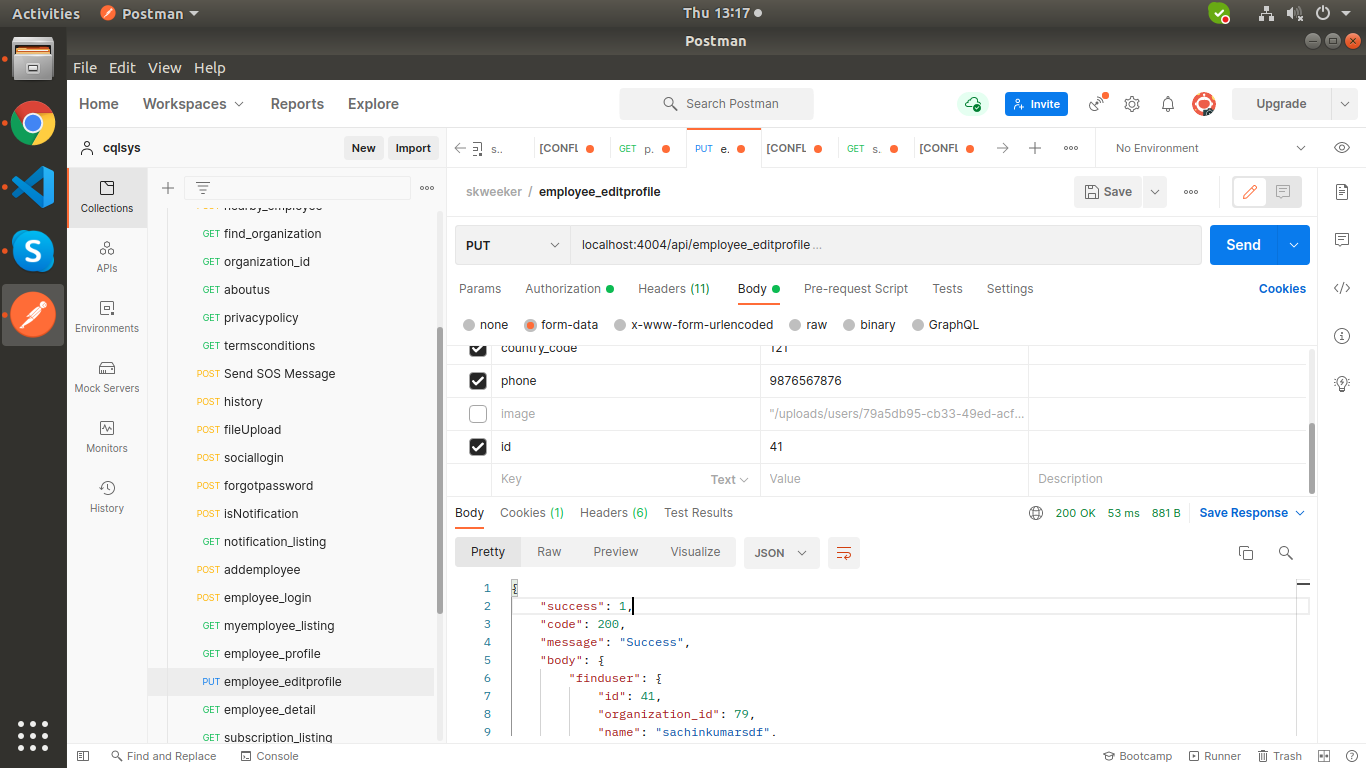 Activities Postman Thu 13:17
Postman
File Edit View Help
Home Workspaces Reports Explore Search Postman Invite Upgrade
cqlsys New Import
s.. [CONFL GET p. PUT e. [CONFL GET s. [CONFL No Environment
Collections
APIs
Environments
Mock Servers
Monitors
History
nearby_employee
GET find_organization
GET organization_id
GET aboutus
GET privacypolicy
GET termsconditions
POST Send SOS Message
POST history
POST fileUpload
POST sociallogin
POST forgotpassword
POST isNotification
GET notification_listing
POST addemployee
POST employee_login
GET myemployee_listing
GET employee_profile
PUT employee_editprofile
GET employee_detail
GET subscription_listing
skweeker / employee_editprofile Save
PUT localhost:4004/api/employee_editprofile ... Send
Params Authorization Headers (11) Body Pre-request Script Tests Settings Cookies
none form-data x-www-form-urlencoded raw binary GraphQL
country_code 121
phone 9876567876
image "/uploads/users/79a5db95-cb33-49ed-acf...
id 41
Key Text Value Description
Body Cookies (1) Headers (6) Test Results 200 OK 53 ms 881 B Save Response
Pretty Raw Preview Visualize JSON
1 {
2 "success": 1,
3 "code": 200,
4 "message": "Success",
5 "body": {
6 "finduser": {
7 "id": 41,
8 "organization_id": 79,
9 "name": "sachinkumarsdf",
Find and Replace Console Bootcamp Runner Trash